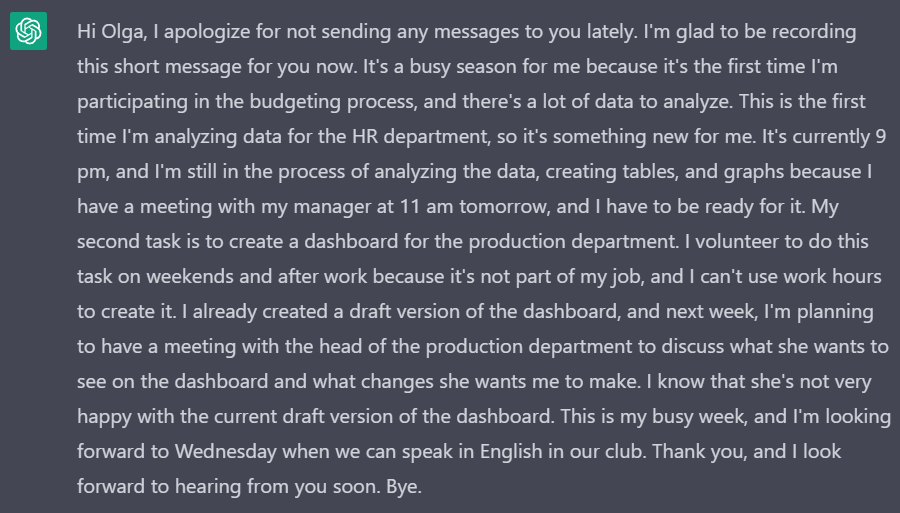 Hi Olga, I apologize for not sending any messages to you lately. I'm glad to be recording
this short message for you now. It's a busy season for me because it's the first time I'm
participating in the budgeting process, and there's a lot of data to analyze. This is the first
time I'm analyzing data for the HR department, so it's something new for me. It's currently 9
pm, and I'm still in the process of analyzing the data, creating tables, and graphs because I
have a meeting with my manager at 11 am tomorrow, and I have to be ready for it. My
second task is to create a dashboard for the production department. I volunteer to do this
task on weekends and after work because it's not part of my job, and I can't use work hours
to create it. I already created a draft version of the dashboard, and next week, I'm planning
to have a meeting with the head of the production department to discuss what she wants to
see on the dashboard and what changes she wants me to make. I know that she's not very
happy with the current draft version of the dashboard. This is my busy week, and I'm looking
forward to Wednesday when we can speak in English in our club. Thank you, and I look
forward to hearing from you soon. Bye.